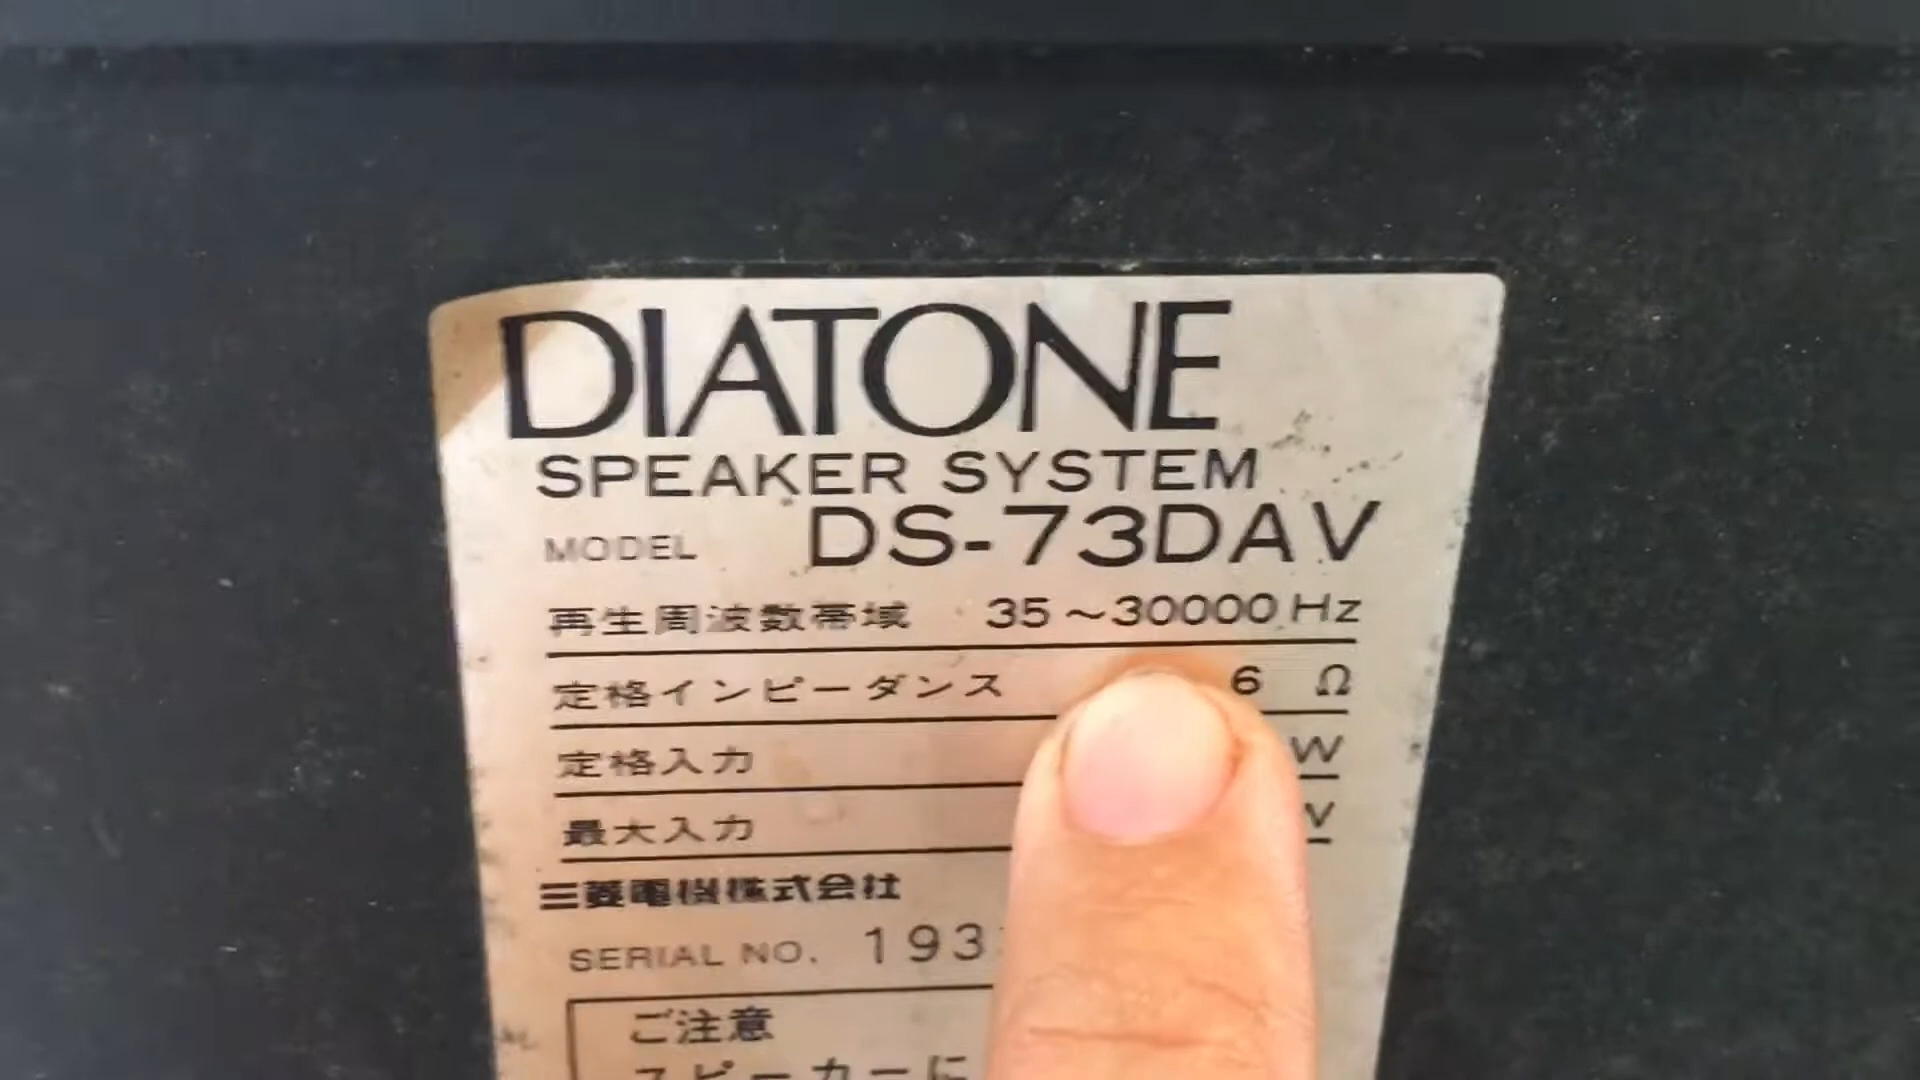 DIATONE
SPEAKER SYSTEM
MODEL DS-73DAV
再生周波数帯域 35～30000Hz
定格インピーダンス 6 Ω
定格入力 W
最大入力
三菱電機株式会社
SERIAL NO. 193
ご注意
スピーカーに